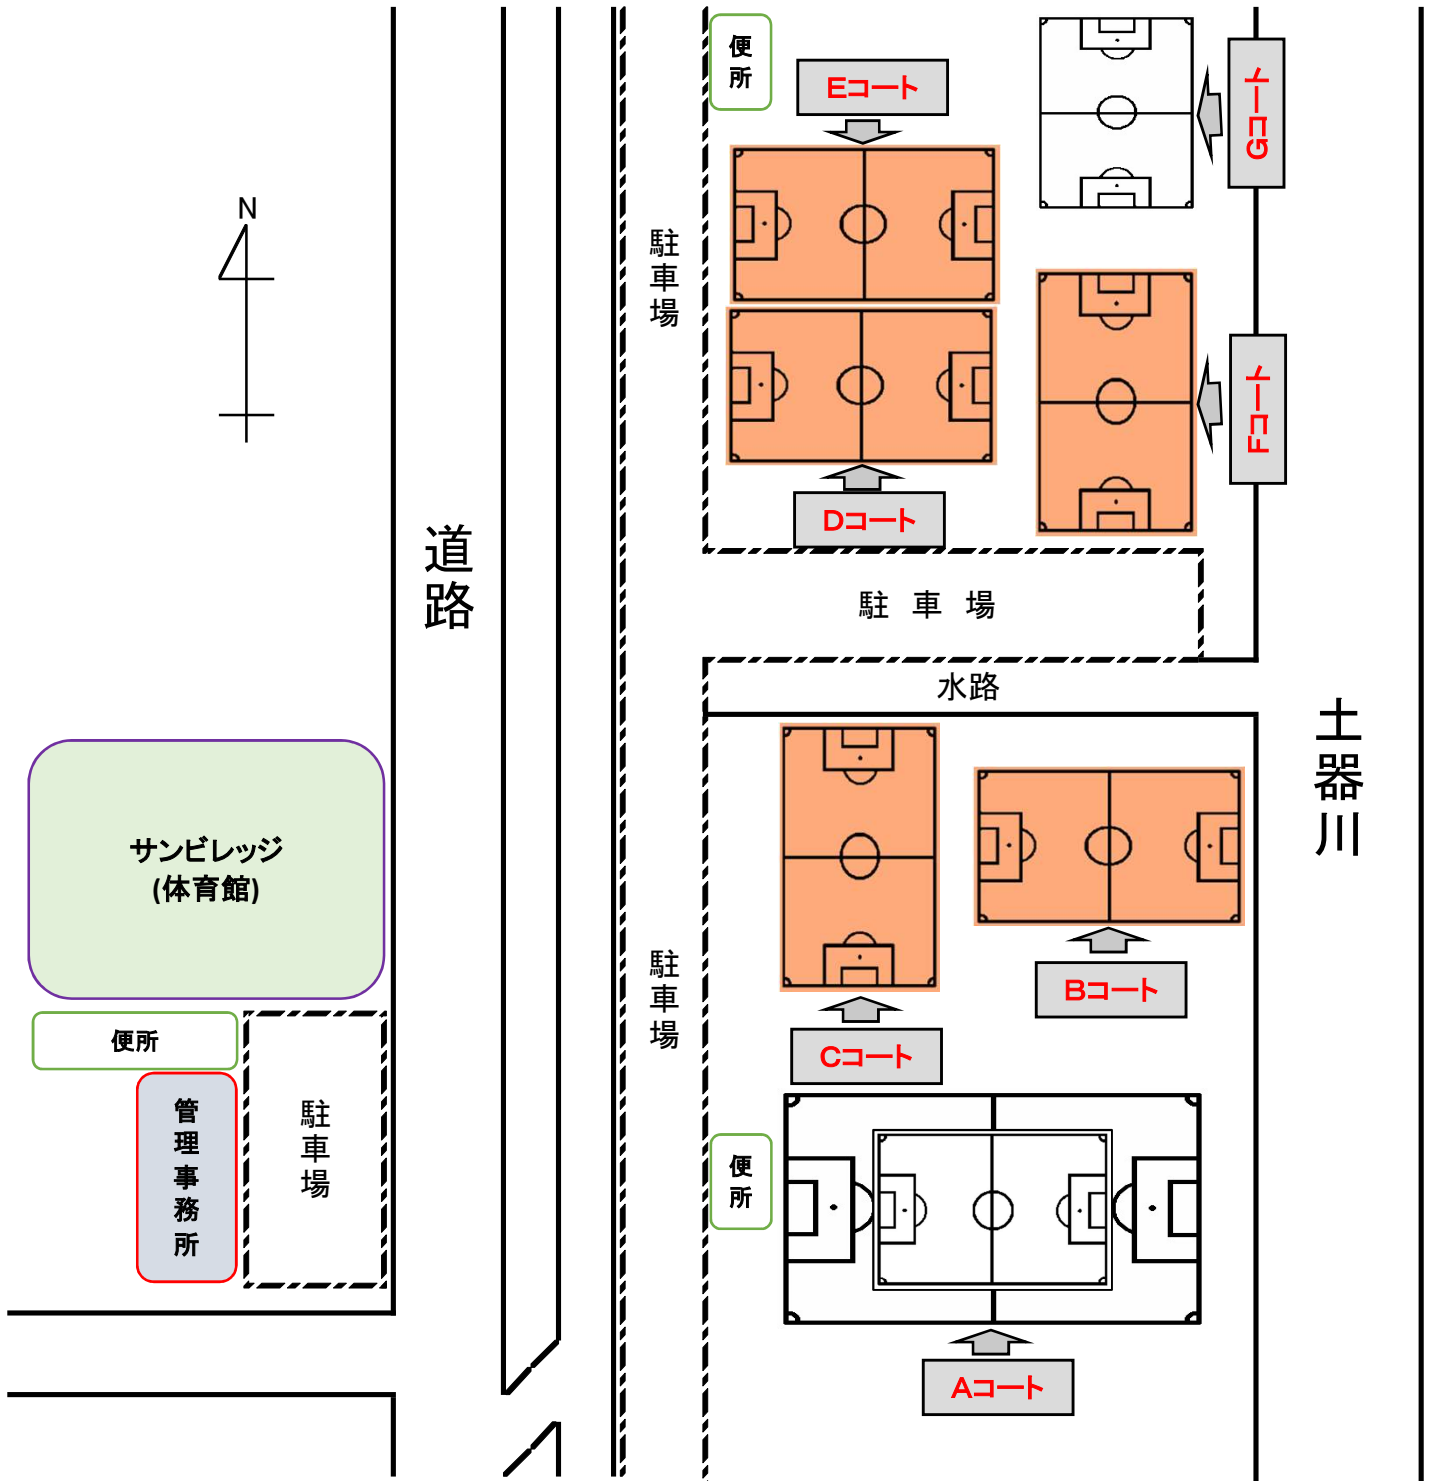 便
所
Eコート
Gコート
N
駐
車
場
Fコート
Dコート
道
路
駐 車 場
水路
土
器
川
サンビレッジ
(体育館)
駐
車
場
Bコート
便所
Cコート
管
理
事
務
所
駐
車
場
便
所
Aコート